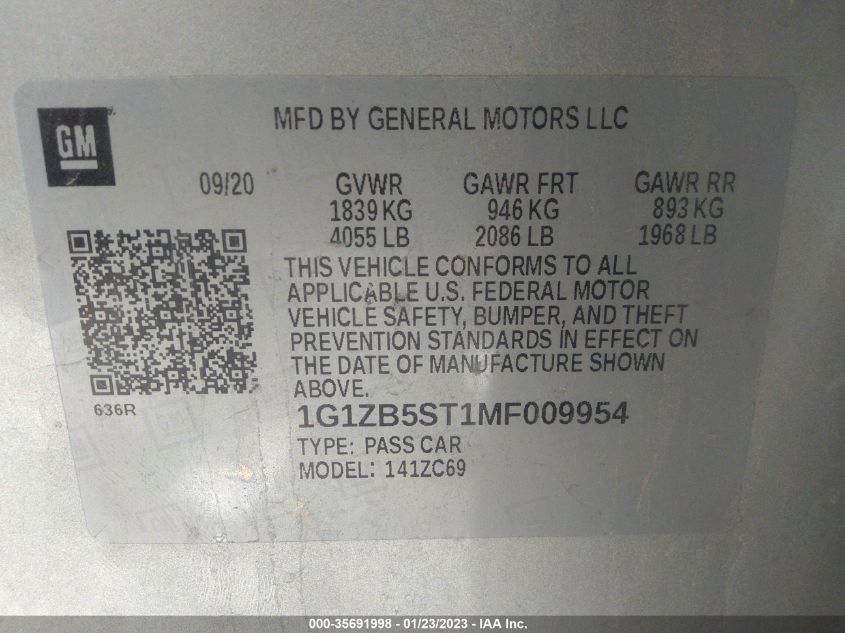 MFD BY GENERAL MOTORS LLC
GM
09/20 GVWR GAWR FRT GAWR RR
1839 KG 946 KG 893 KG
4055 LB 2086 LB 1968 LB
THIS VEHICLE CONFORMS TO ALL
APPLICABLE U.S. FEDERAL MOTOR
VEHICLE SAFETY, BUMPER, AND THEFT
PREVENTION STANDARDS IN EFFECT ON
THE DATE OF MANUFACTURE SHOWN
ABOVE.
636R
1G1ZB5ST1MF009954
TYPE: PASS CAR
MODEL: 141ZC69
000-35691998 - 01/23/2023 - IAA Inc.